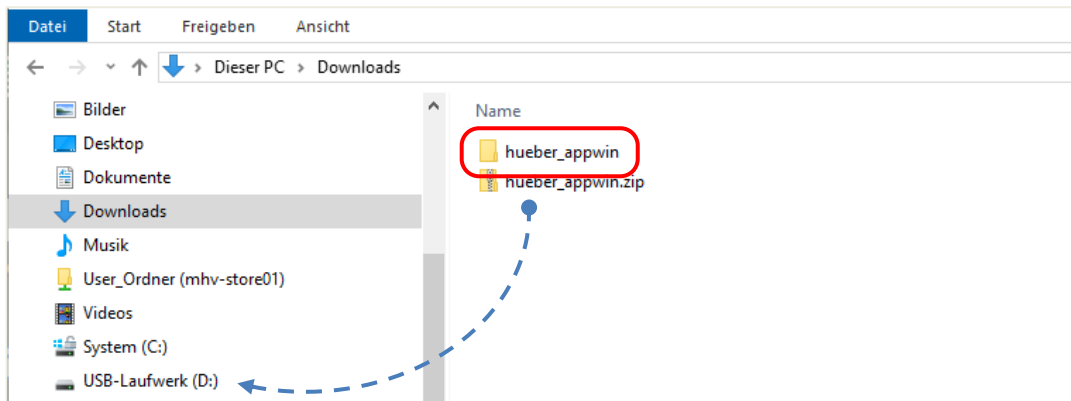 Datei Start Freigeben Ansicht
Dieser PC > Downloads
Bilder
Desktop
Dokumente
Downloads
Musik
User_Ordner (mhv-store01)
Videos
System (C:)
USB-Laufwerk (D:)
Name
hueber_appwin
hueber_appwin.zip